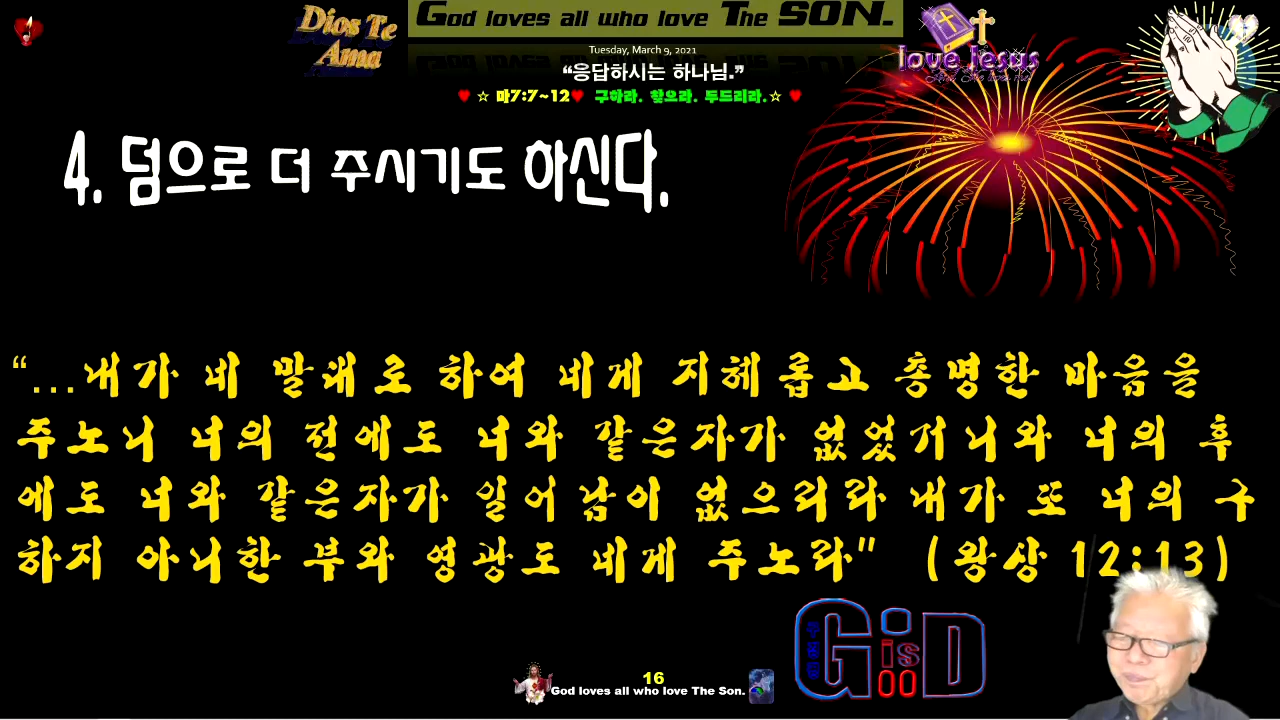 Dios Te
Ama
God loves all who love The SON.
Tuesday, March 9, 2021
“응답하시는 하나님.”
♥ ☆ 마7:7~12♥ 구하라. 찾으라. 두드리라.☆ ♥
love Jesus
4. 덤으로 더 주시기도 하신다.
“...내가 네 말대로 하여 네게 지혜롭고 총명한 마음을
주노니 너의 전에도 너와 같은자가 없었거니와 너의 후
에도 너와 같은자가 일어남이 없으리라 내가 또 너의 구
하지 아니한 부와 영광도 네게 주노라” (왕상 12:13)
G is D
16
God loves all who love The Son.